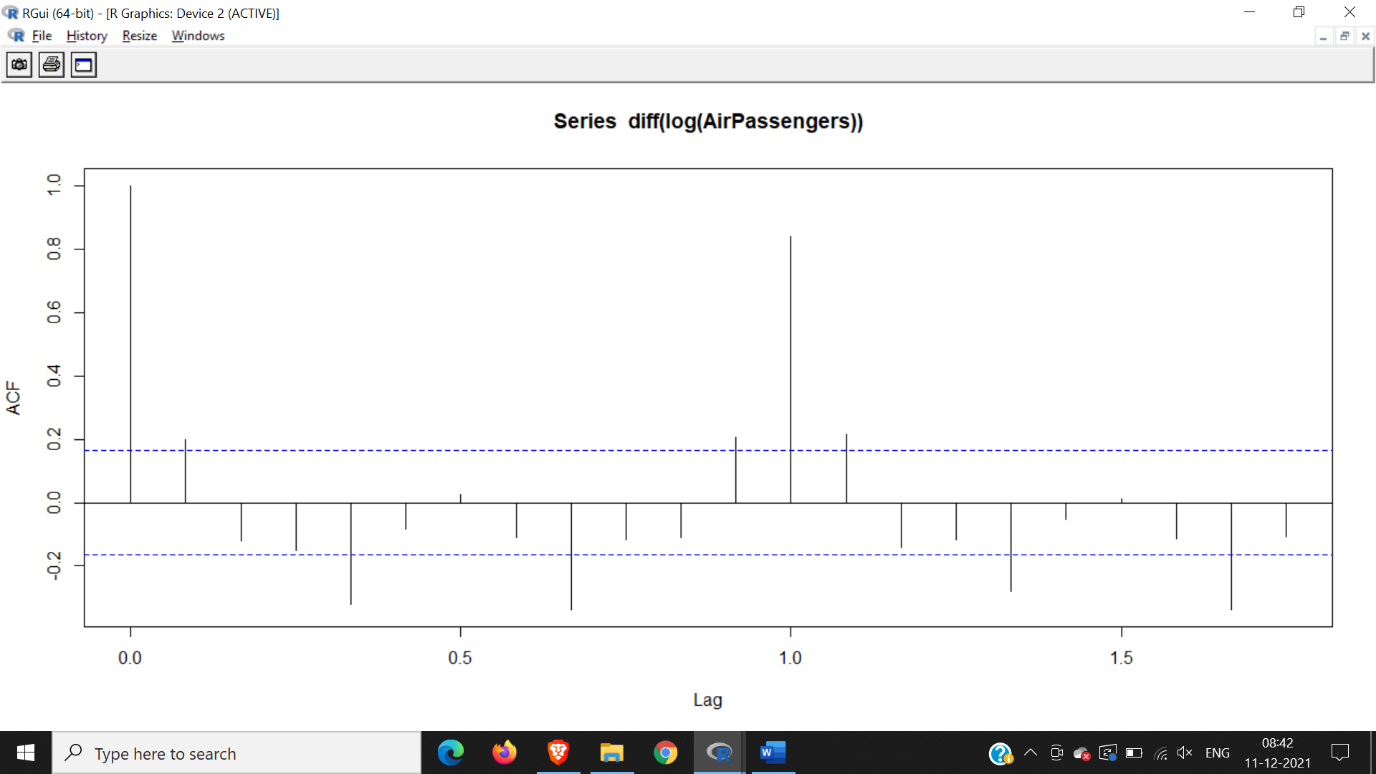 RGui (64-bit) - [R Graphics: Device 2 (ACTIVE)]
File History Resize Windows
Series diff(log(AirPassengers))
ACF
1.0
0.8
0.6
0.4
0.2
0.0
-0.2
0.0 0.5 1.0 1.5
Lag
Type here to search
W
ENG
08:42
11-12-2021